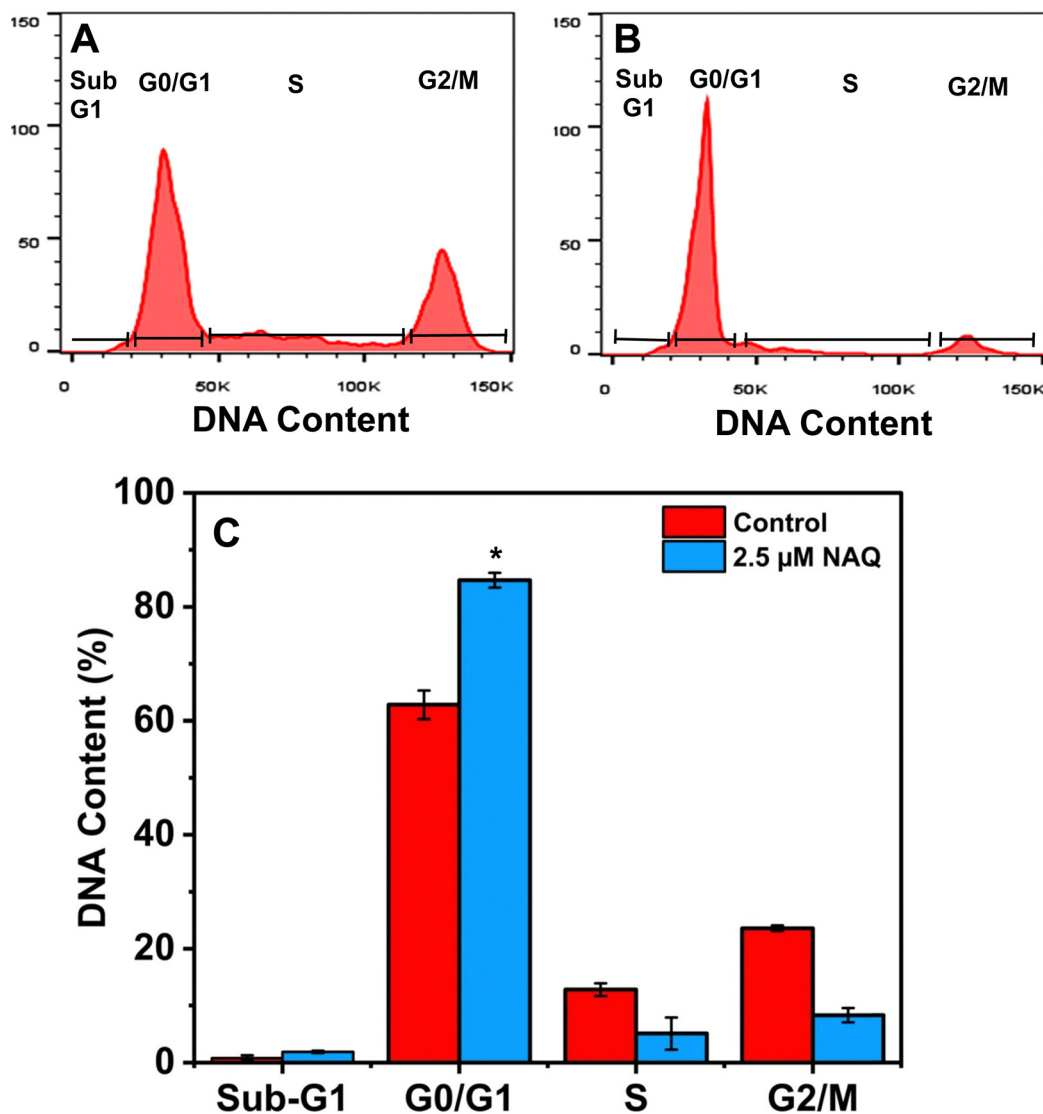 A
Sub
G1
G0/G1
S
G2/M
150
100
50
0
0
50K
100K
150K
DNA Content
B
Sub
G1
G0/G1
S
G2/M
150
100
50
0
0
50K
100K
150K
DNA Content
C
Control
2.5 µM NAQ
*
DNA Content (%)
100
80
60
40
20
0
Sub-G1
G0/G1
S
G2/M